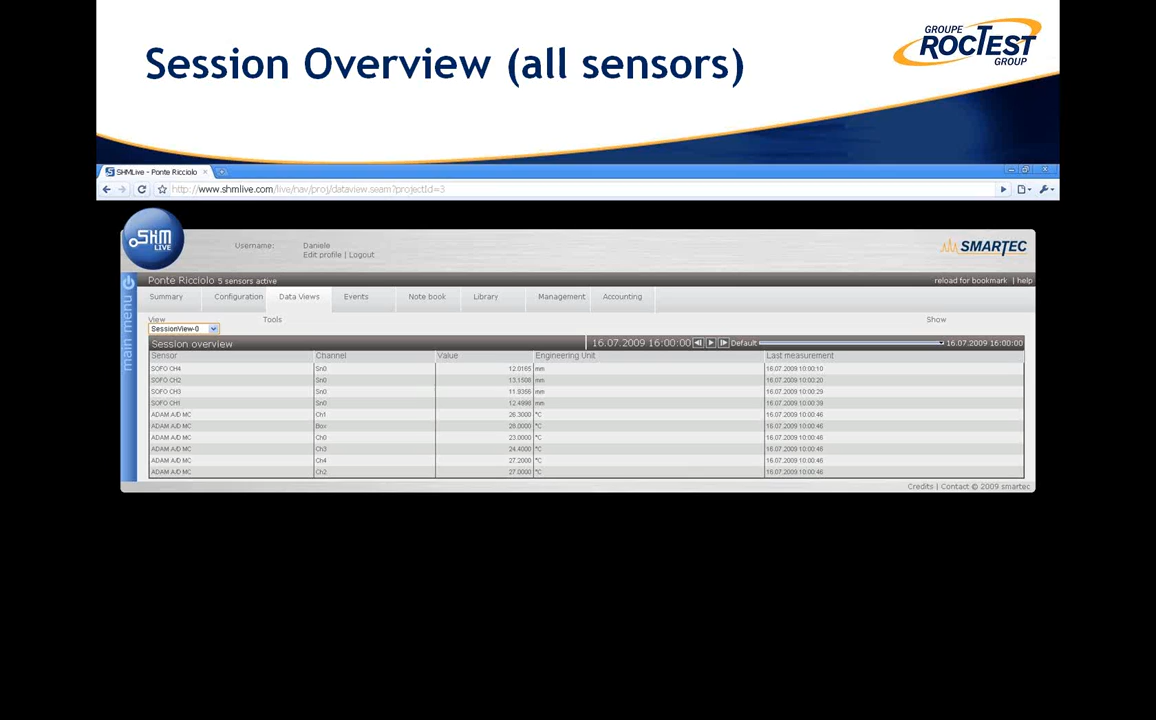 Session Overview (all sensors)
GROUPE
ROCTEST
GROUP
SHMLive - Ponte Ricciolo
http://www.shmlive.com/live/nav/proj/dataview.seam?projectId=3
SHM
LIVE
Username: Daniele
Edit profile | Logout
SMARTEC
Ponte Ricciolo 5 sensors active reload for bookmark | help
main menu
Summary Configuration Data Views Events Note book Library Management Accounting
View Tools Show
SessionView-0
Session overview 16.07.2009 16:00:00 Default 16.07.2009 16:00:00
Sensor Channel Value Engineering Unit Last measurement
SOFO CH4 Sn0 12.0165 mm 16.07.2009 10:00:10
SOFO CH2 Sn0 13.1508 mm 16.07.2009 10:00:20
SOFO CH3 Sn0 11.9356 mm 16.07.2009 10:00:29
SOFO CH1 Sn0 12.4998 mm 16.07.2009 10:00:39
ADAM A/D MC Ch1 26.3000 °C 16.07.2009 10:00:46
ADAM A/D MC Box 28.0000 °C 16.07.2009 10:00:46
ADAM A/D MC Ch0 23.0000 °C 16.07.2009 10:00:46
ADAM A/D MC Ch3 24.4000 °C 16.07.2009 10:00:46
ADAM A/D MC Ch4 27.2000 °C 16.07.2009 10:00:46
ADAM A/D MC Ch2 27.0000 °C 16.07.2009 10:00:46
Credits | Contact © 2009 smartec